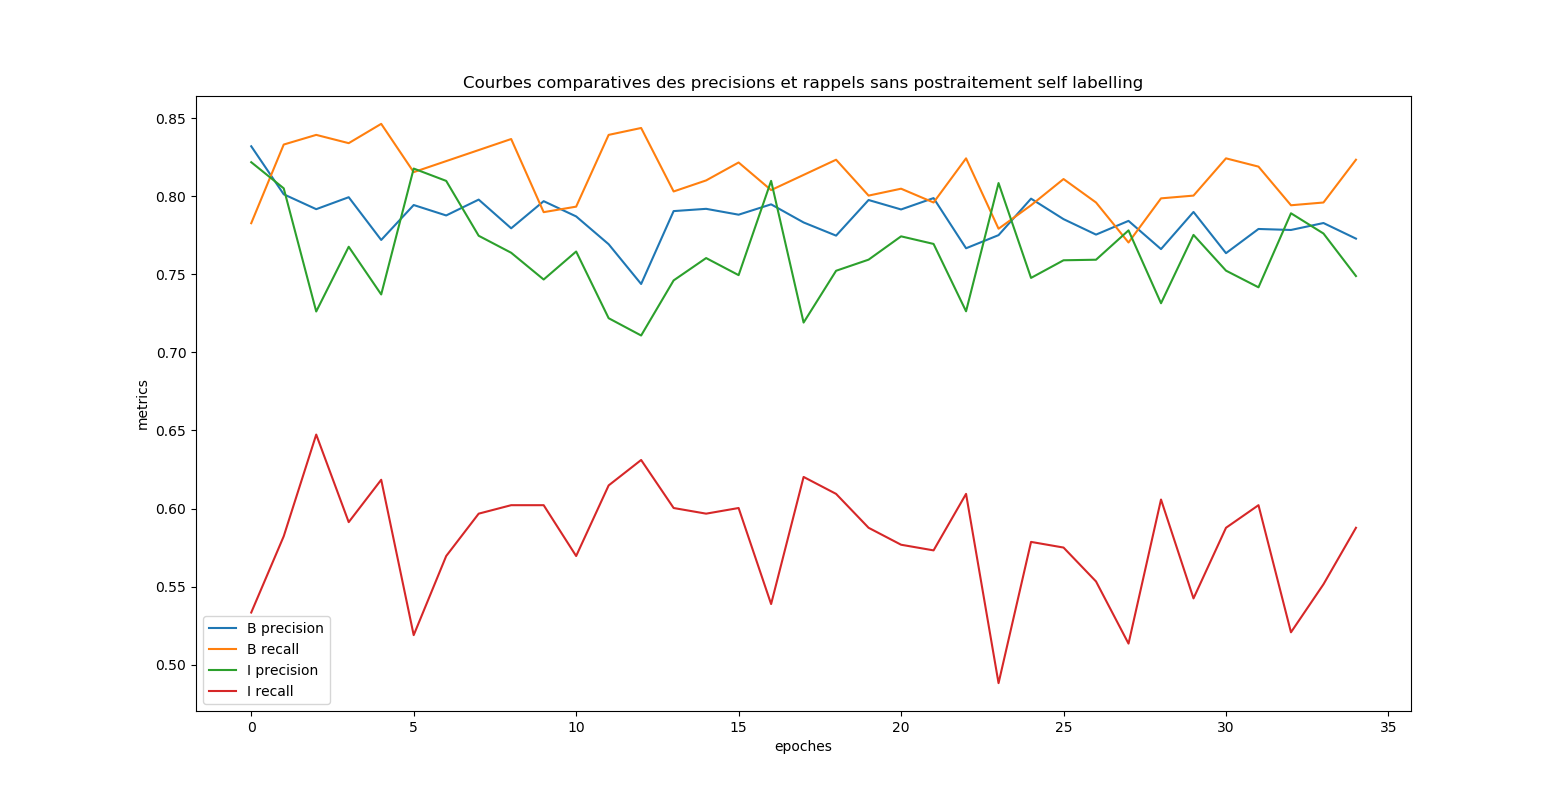 Courbes comparatives des precisions et rappels sans postraitement self labelling
metrics
0.85
0.80
0.75
0.70
0.65
0.60
0.55
0.50
B precision
B recall
I precision
I recall
0 5 10 15 20 25 30 35
epoches